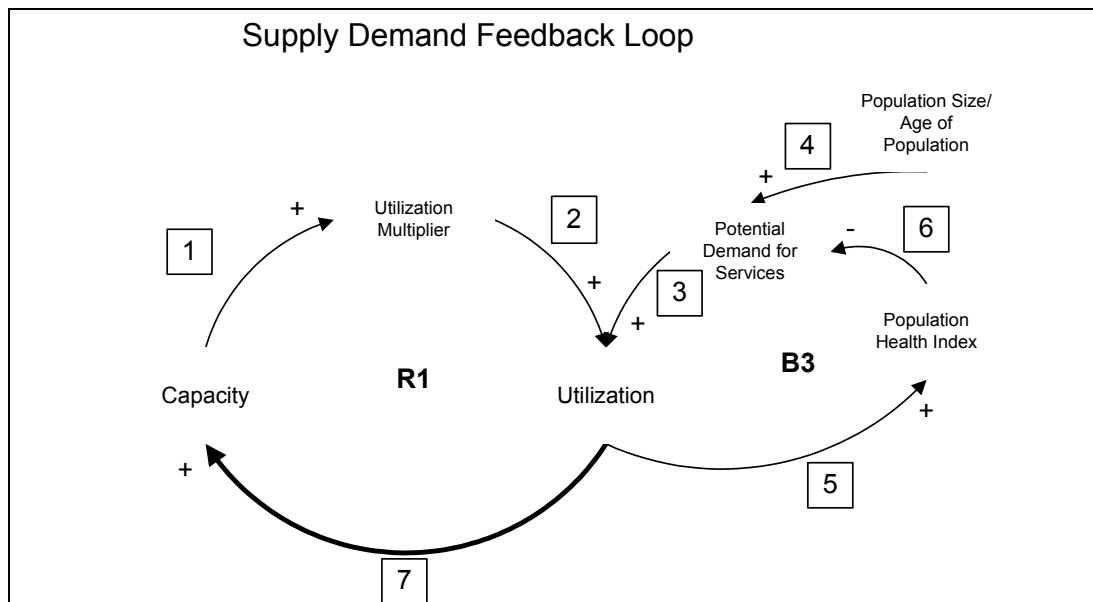 Supply Demand Feedback Loop
Population Size/
Age of
Population
4
+
+
Utilization
Multiplier
2
1
Potential
Demand for
Services
-
6
3
+
+
Population
Health Index
R1
B3
Capacity
Utilization
+
+
5
7